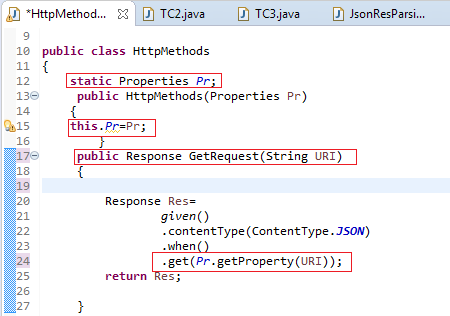 *HttpMethod... TC2.java TC3.java JsonResParsi...
9
10 public class HttpMethods
11 {
12 static Properties Pr;
13 public HttpMethods(Properties Pr)
14 {
15 this.Pr=Pr;
16 }
17 public Response GetRequest(String URI)
18 {
19
20 Response Res=
21 given()
22 .contentType(ContentType.JSON)
23 .when()
24 .get(Pr.getProperty(URI));
25 return Res;
26
27 }